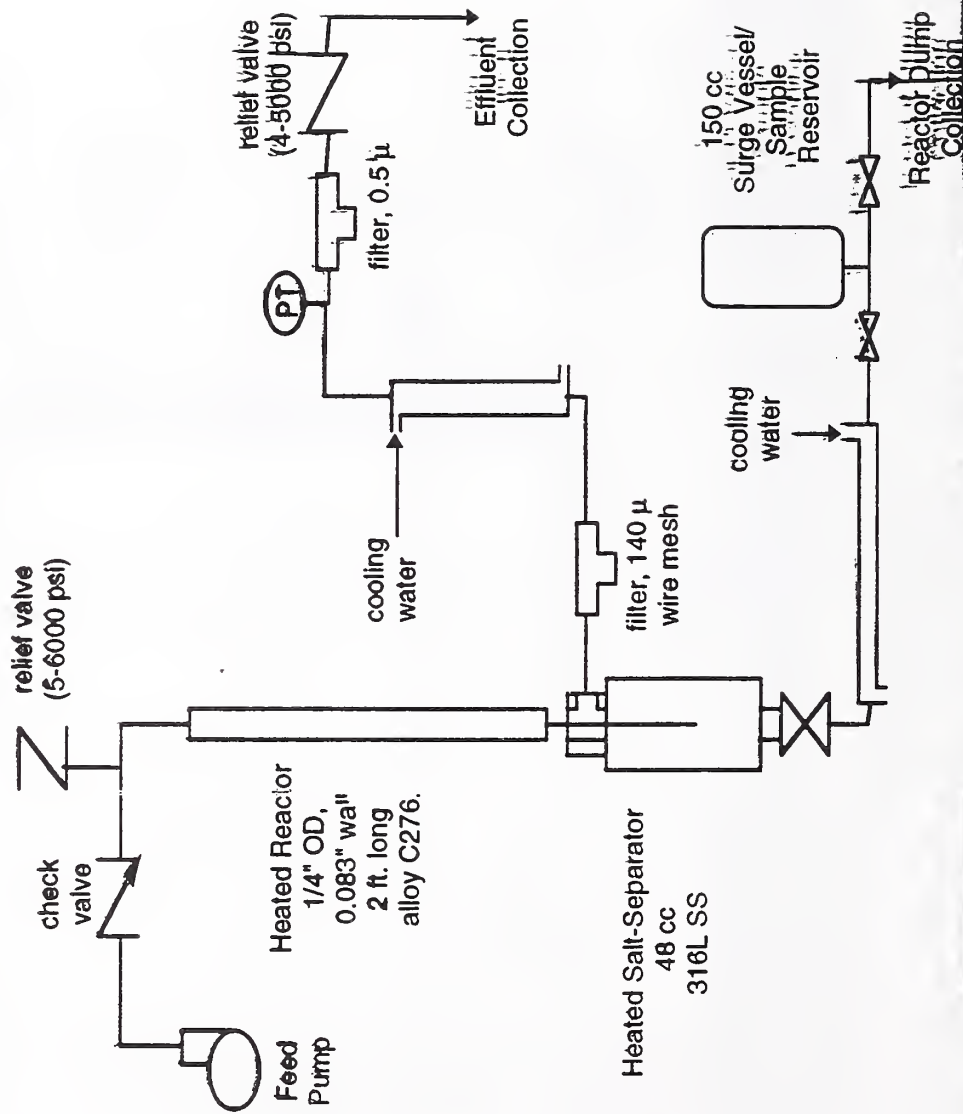 relief valve
(5-6000 psi)
check
valve
Feed
Pump
Heated Reactor
1/4" OD,
0.083" wall
2 ft. long
alloy C276.
Heated Salt-Separator
48 cc
316L SS
cooling
water
filter, 140 µ
wire mesh
PT
filter, 0.5 µ
relief valve
(4-5000 psi)
Effluent
Collection
cooling
water
150 cc
Surge Vessel/
Sample
Reservoir
Reactor Dump
Collection